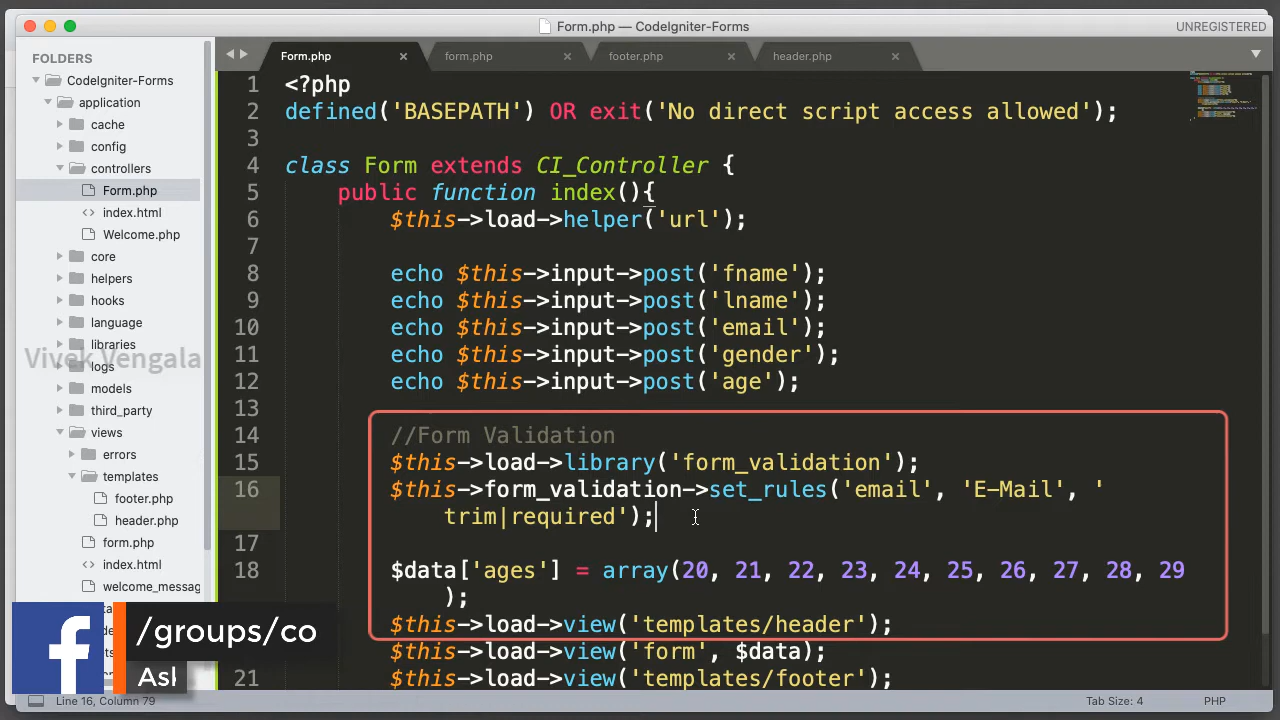 Form.php — CodeIgniter-Forms
UNREGISTERED
FOLDERS
CodeIgniter-Forms
application
cache
config
controllers
Form.php
index.html
Welcome.php
core
helpers
hooks
language
libraries
logs
models
third_party
views
errors
templates
footer.php
header.php
form.php
index.html
welcome_messag
Vivek Vengala
Form.php
form.php
footer.php
header.php
1 <?php
2 defined('BASEPATH') OR exit('No direct script access allowed');
3
4 class Form extends CI_Controller {
5 public function index(){
6 $this->load->helper('url');
7
8 echo $this->input->post('fname');
9 echo $this->input->post('lname');
10 echo $this->input->post('email');
11 echo $this->input->post('gender');
12 echo $this->input->post('age');
13
14 //Form Validation
15 $this->load->library('form_validation');
16 $this->form_validation->set_rules('email', 'E-Mail', '
trim|required');
17
18 $data['ages'] = array(20, 21, 22, 23, 24, 25, 26, 27, 28, 29
);
$this->load->view('templates/header');
$this->load->view('form', $data);
21 $this->load->view('templates/footer');
f /groups/co
Ask
Line 16, Column 79
Tab Size: 4
PHP